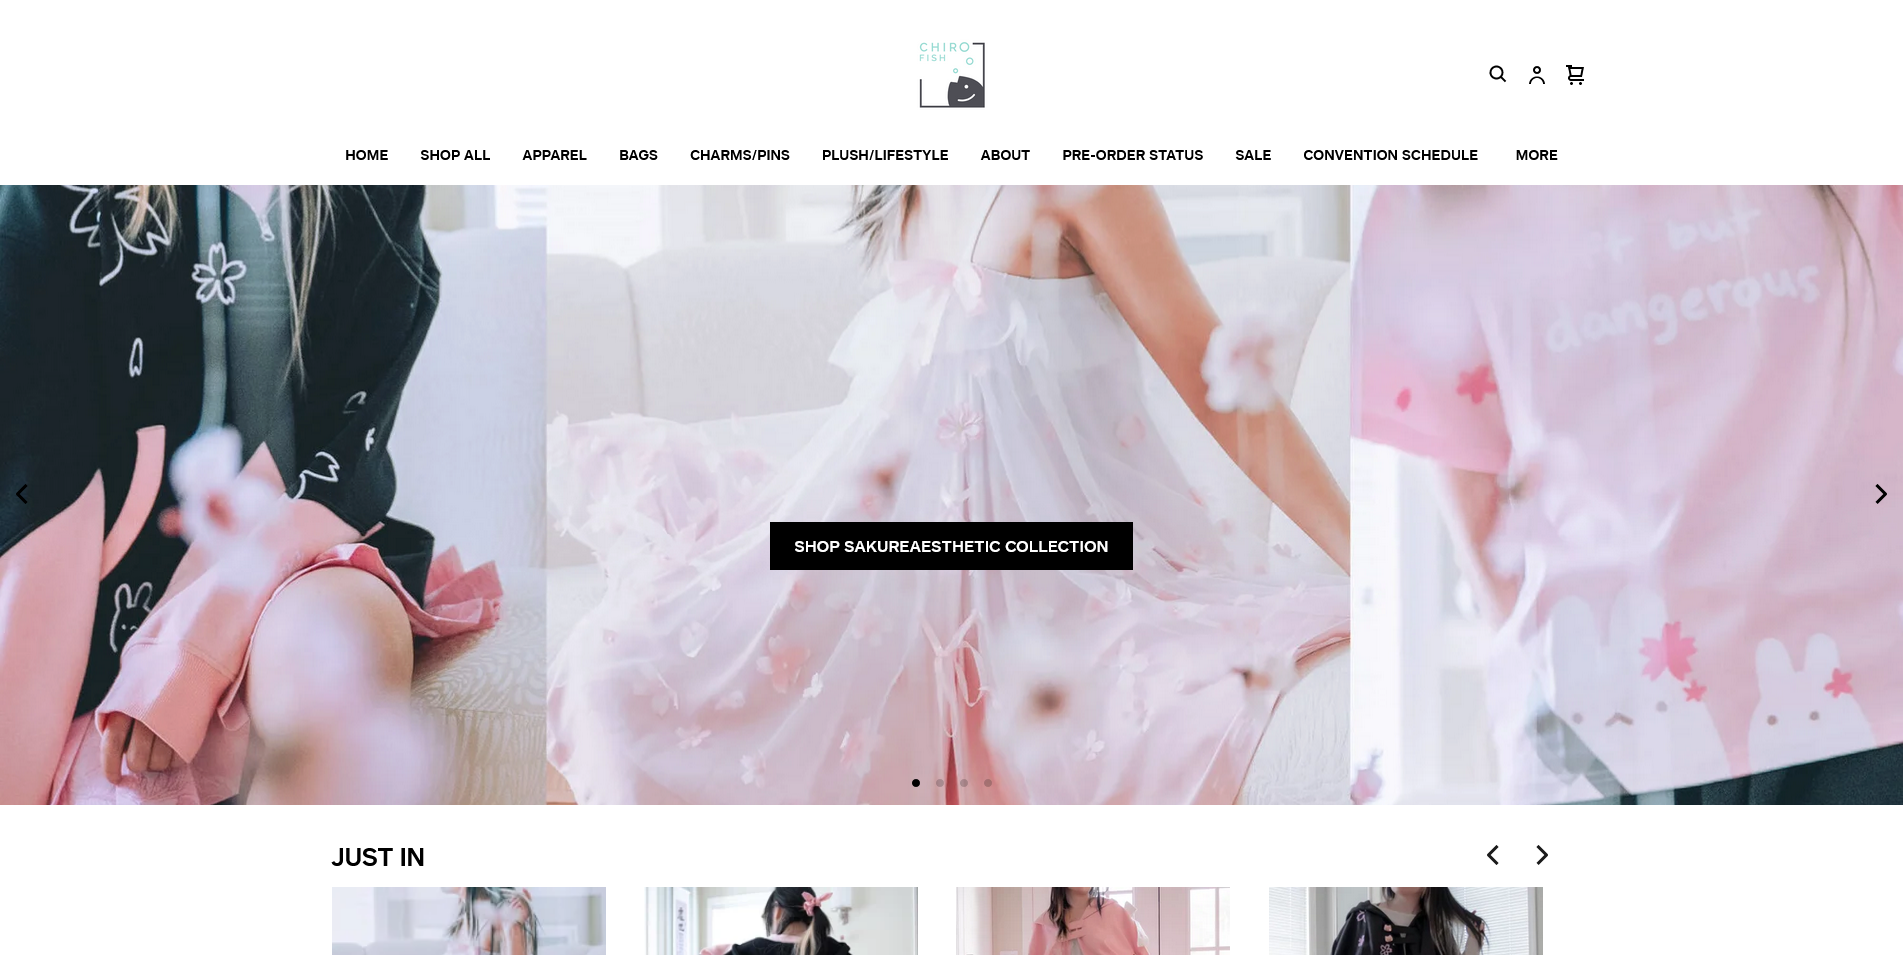 CHIRO
FISH
HOME SHOP ALL APPAREL BAGS CHARMS/PINS PLUSH/LIFESTYLE ABOUT PRE-ORDER STATUS SALE CONVENTION SCHEDULE MORE
but
dangerous
SHOP SAKUREAESTHETIC COLLECTION
JUST IN